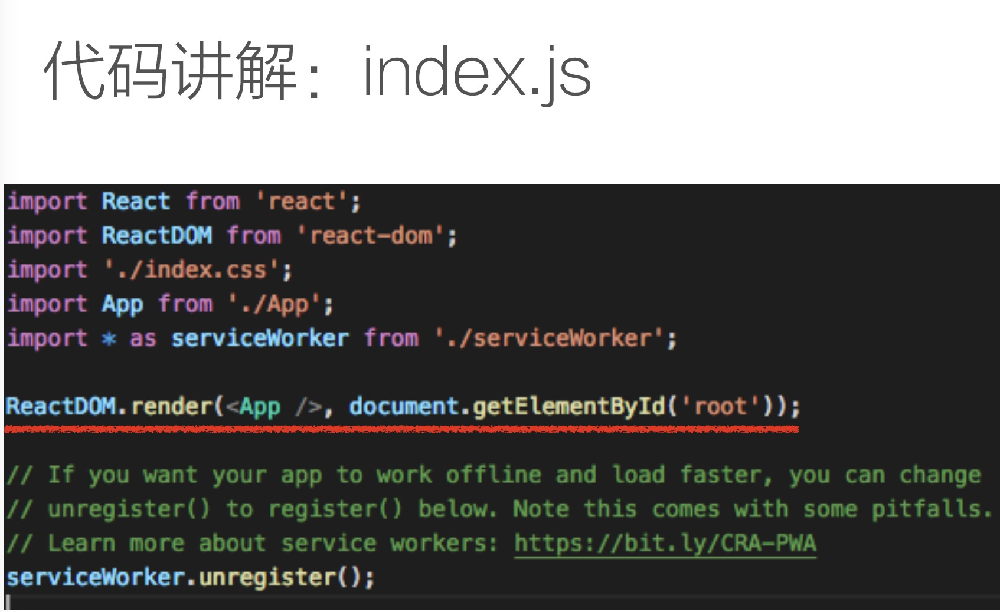 代码讲解：index.js
import React from 'react';
import ReactDOM from 'react-dom';
import './index.css';
import App from './App';
import * as serviceWorker from './serviceWorker';
ReactDOM.render(<App />, document.getElementById('root'));
// If you want your app to work offline and load faster, you can change
// unregister() to register() below. Note this comes with some pitfalls.
// Learn more about service workers: https://bit.ly/CRA-PWA
serviceWorker.unregister();